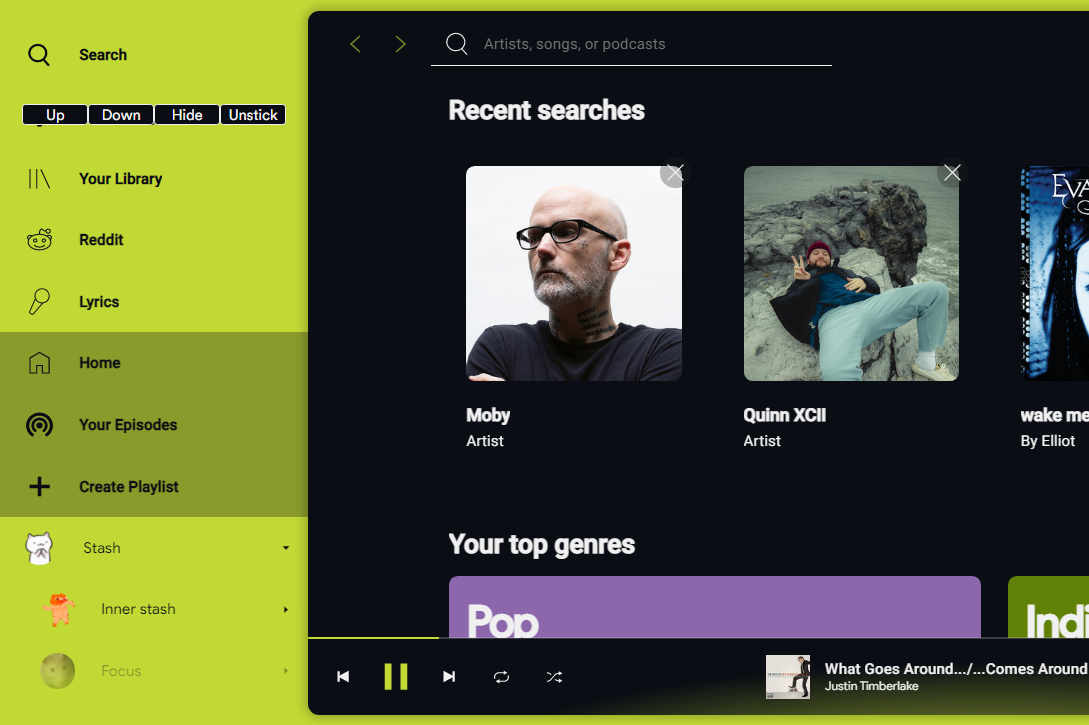 Search
Up Down Hide Unstick
Your Library
Reddit
Lyrics
Home
Your Episodes
Create Playlist
Stash
Inner stash
Focus
Artists, songs, or podcasts
Recent searches
Moby
Artist
Quinn XCII
Artist
EVA
wake me
By Elliot
Your top genres
Pop
Indi
What Goes Around.../...Comes Around
Justin Timberlake